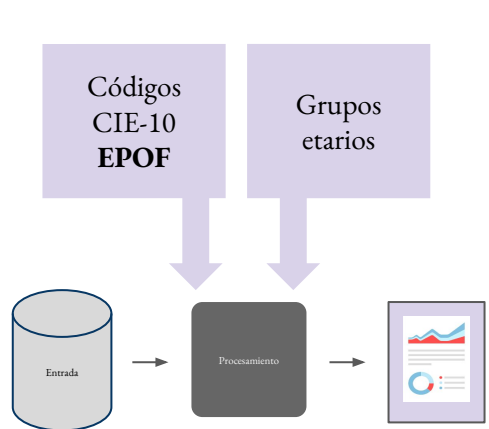 Códigos
CIE-10
EPOF
Grupos
etarios
Entrada
Procesamiento